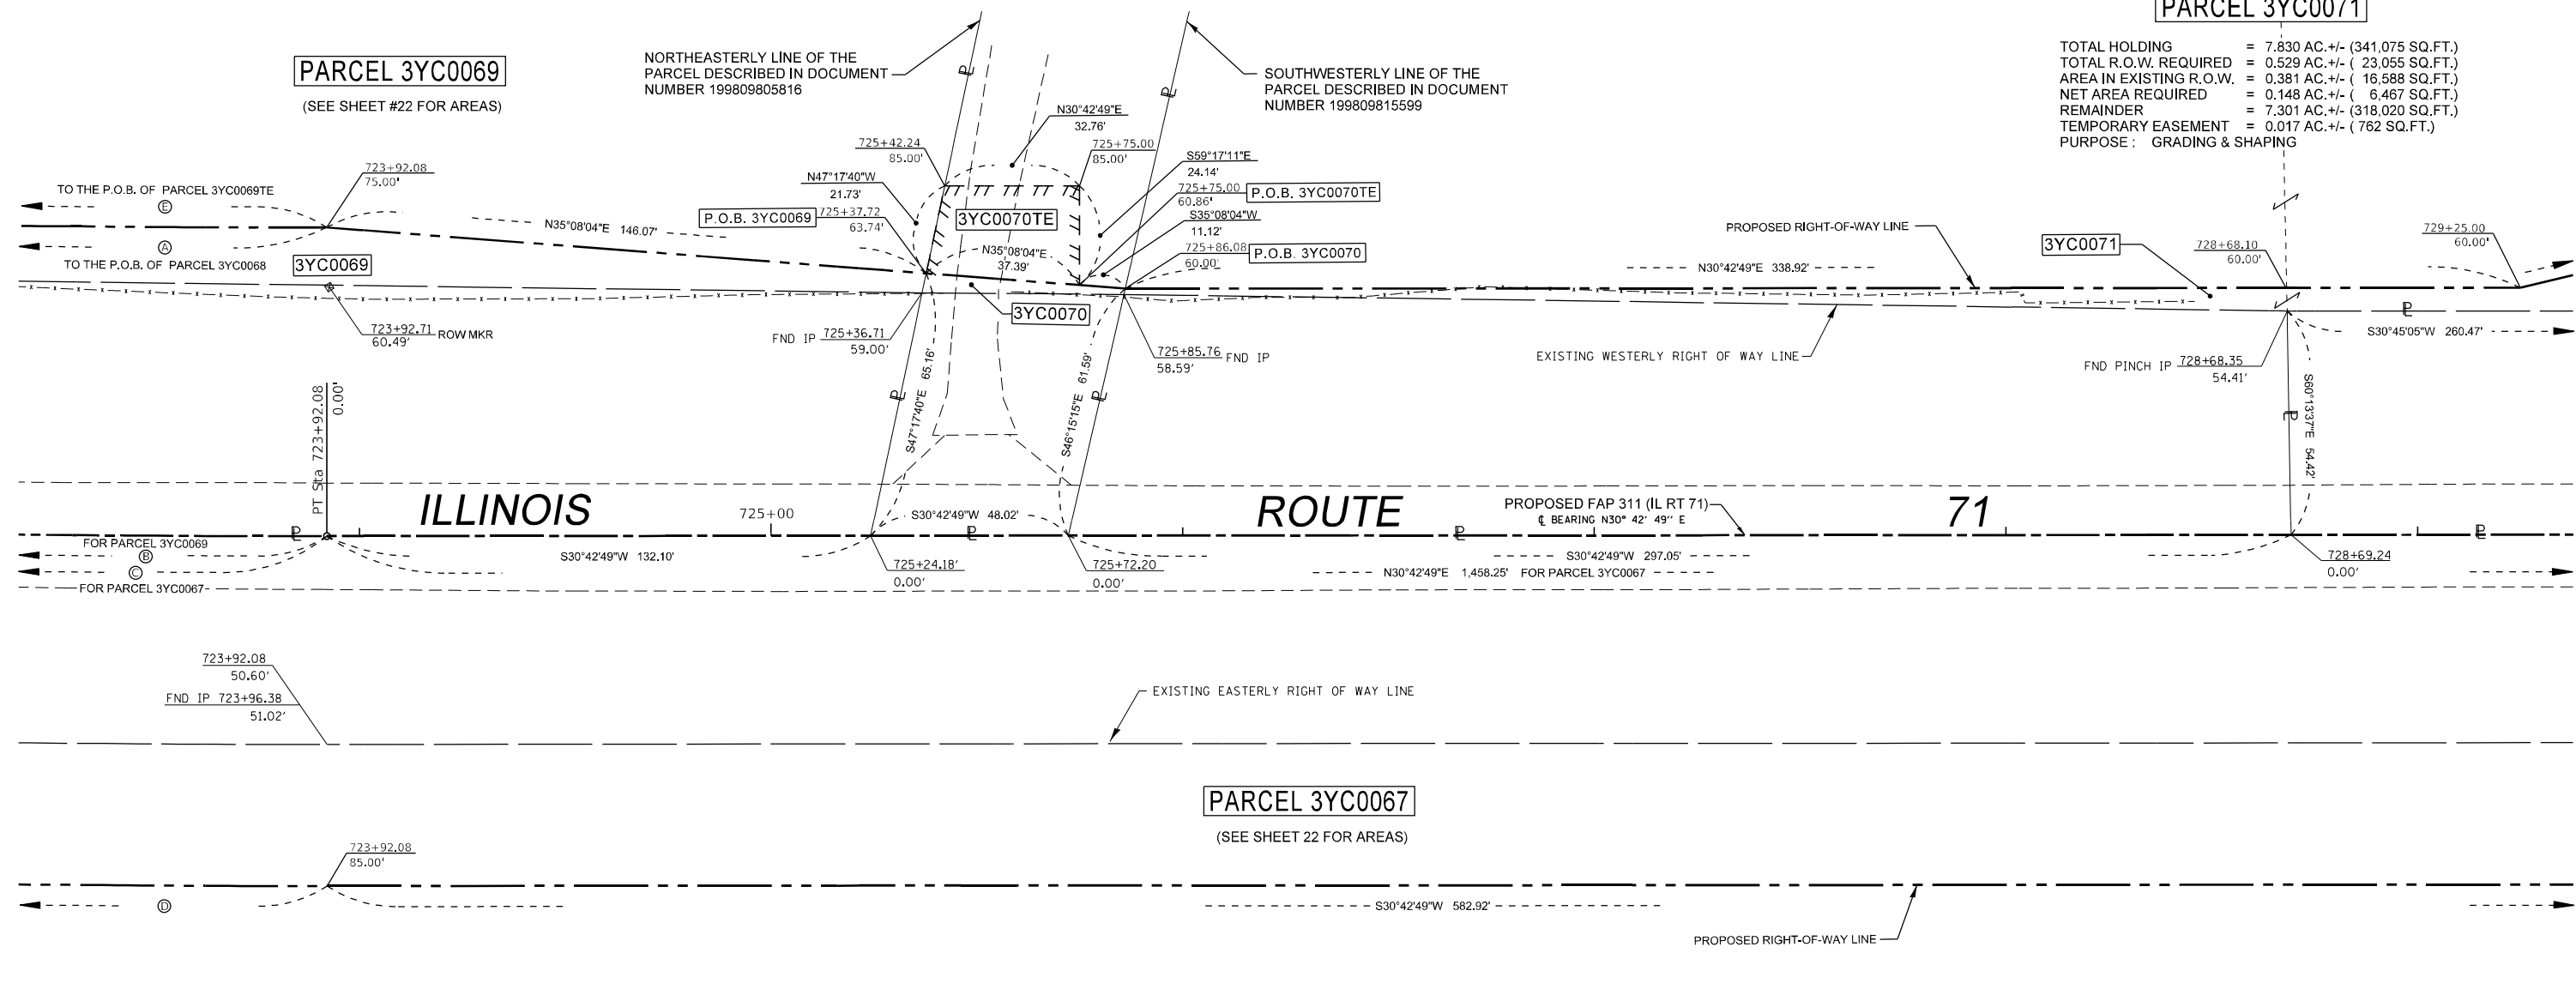 PARCEL 3YC0071
TOTAL HOLDING = 7.830 AC.+/- (341,075 SQ.FT.)
TOTAL R.O.W. REQUIRED = 0.529 AC.+/- ( 23,055 SQ.FT.)
AREA IN EXISTING R.O.W. = 0.381 AC.+/- ( 16,588 SQ.FT.)
NET AREA REQUIRED = 0.148 AC.+/- ( 6,467 SQ.FT.)
REMAINDER = 7.301 AC.+/- (318,020 SQ.FT.)
TEMPORARY EASEMENT = 0.017 AC.+/- ( 762 SQ.FT.)
PURPOSE : GRADING & SHAPING
PARCEL 3YC0069
(SEE SHEET #22 FOR AREAS)
NORTHEASTERLY LINE OF THE
PARCEL DESCRIBED IN DOCUMENT
NUMBER 199809805816
SOUTHWESTERLY LINE OF THE
PARCEL DESCRIBED IN DOCUMENT
NUMBER 199809815599
PL
PL
N30°42'49"E
32.76'
725+42.24
85.00'
725+75.00
85.00'
S59°17'11"E
24.14'
N47°17'40"W
21.73'
725+75.00
60.86'
P.O.B. 3YC0070TE
S35°08'04"W
11.12'
725+86.08
60.00'
P.O.B. 3YC0070
723+92.08
75.00'
TO THE P.O.B. OF PARCEL 3YC0069TE
E
N35°08'04"E 146.07'
P.O.B. 3YC0069
725+37.72
63.74'
3YC0070TE
N35°08'04"E
37.39'
PROPOSED RIGHT-OF-WAY LINE
3YC0071
728+68.10
60.00'
729+25.00
60.00'
A
TO THE P.O.B. OF PARCEL 3YC0068
3YC0069
N30°42'49"E 338.92'
3YC0070
723+92.71
60.49'
ROW MKR
FND IP
725+36.71
59.00'
725+85.76
58.59'
FND IP
EXISTING WESTERLY RIGHT OF WAY LINE
FND PINCH IP
728+68.35
54.41'
PL
S30°45'05"W 260.47'
S47°17'40"E 65.16'
S46°15'15"E 61.59'
S60°13'37"E 54.42'
PL
PL
PL
PT Sta 723+92.08
0.00'
ILLINOIS
725+00
S30°42'49"W 48.02'
ROUTE
PROPOSED FAP 311 (IL RT 71)
CL BEARING N30° 42' 49'' E
71
PL
PL
PL
PL
FOR PARCEL 3YC0069
B
C
FOR PARCEL 3YC0067
S30°42'49"W 132.10'
725+24.18'
0.00'
725+72.20
0.00'
S30°42'49"W 297.05'
N30°42'49"E 1,458.25' FOR PARCEL 3YC0067
728+69.24
0.00'
723+92.08
50.60'
FND IP 723+96.38
51.02'
EXISTING EASTERLY RIGHT OF WAY LINE
PARCEL 3YC0067
(SEE SHEET 22 FOR AREAS)
723+92.08
85.00'
D
S30°42'49"W 582.92'
PROPOSED RIGHT-OF-WAY LINE